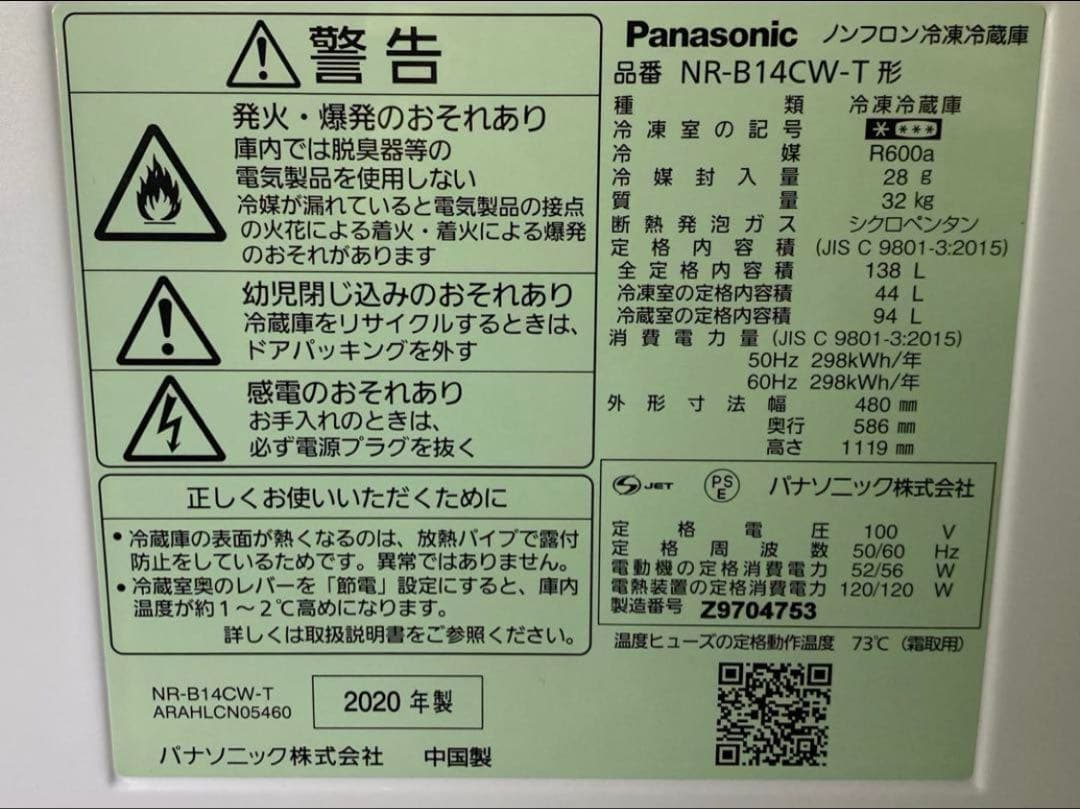 警告
発火・爆発のおそれあり
庫内では脱臭器等の
電気製品を使用しない
冷媒が漏れていると電気製品の接点
の火花による着火・着火による爆発
のおそれがあります
幼児閉じ込みのおそれあり
冷蔵庫をリサイクルするときは、
ドアパッキングを外す
感電のおそれあり
お手入れのときは、
必ず電源プラグを抜く
正しくお使いいただくために
• 冷蔵庫の表面が熱くなるのは、放熱パイプで露付
防止をしているためです。異常ではありません。
• 冷蔵室奥のレバーを「節電」設定にすると、庫内
温度が約1～2℃高めになります。
詳しくは取扱説明書をご参照ください。
NR-B14CW-T
ARAHLCN05460
2020 年製
パナソニック株式会社 中国製
Panasonic ノンフロン冷凍冷蔵庫
品番 NR-B14CW-T 形
種類 冷凍冷蔵庫
冷凍室の記号 ****​*
冷媒 R600a
冷媒封入量 28 g
質量 32 kg
断熱発泡ガス シクロペンタン
定格内容積 (JIS C 9801-3:2015)
全定格内容積 138 L
冷凍室の定格内容積 44 L
冷蔵室の定格内容積 94 L
消費電力量 (JIS C 9801-3:2015)
50Hz 298kWh/年
60Hz 298kWh/年
外形寸法 幅 480 mm
奥行 586 mm
高さ 1119 mm
S JET PSE パナソニック株式会社
定格電圧 100 V
定格周波数 50/60 Hz
電動機の定格消費電力 52/56 W
電熱装置の定格消費電力 120/120 W
製造番号 Z9704753
温度ヒューズの定格動作温度 73℃（霜取用）